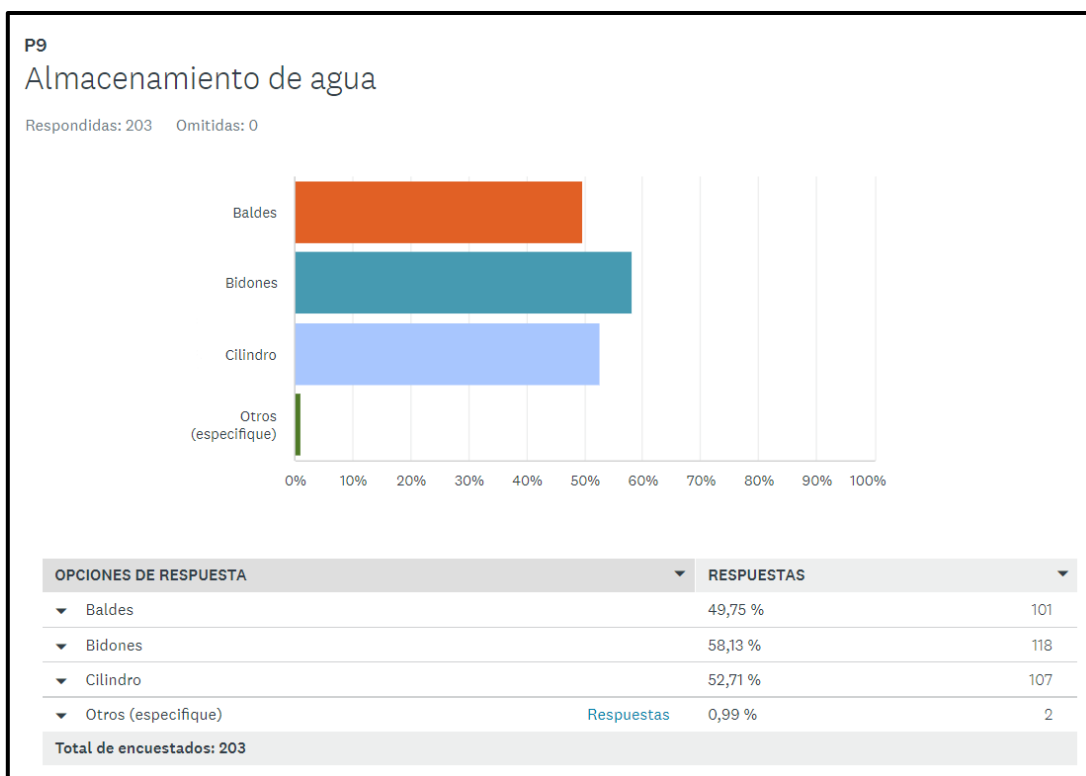 P9
Almacenamiento de agua
Respondidas: 203 Omitidas: 0
Baldes
Bidones
Cilindro
Otros
(especifique)
0% 10% 20% 30% 40% 50% 60% 70% 80% 90% 100%
OPCIONES DE RESPUESTA RESPUESTAS
Baldes 49,75 % 101
Bidones 58,13 % 118
Cilindro 52,71 % 107
Otros (especifique) Respuestas 0,99 % 2
Total de encuestados: 203